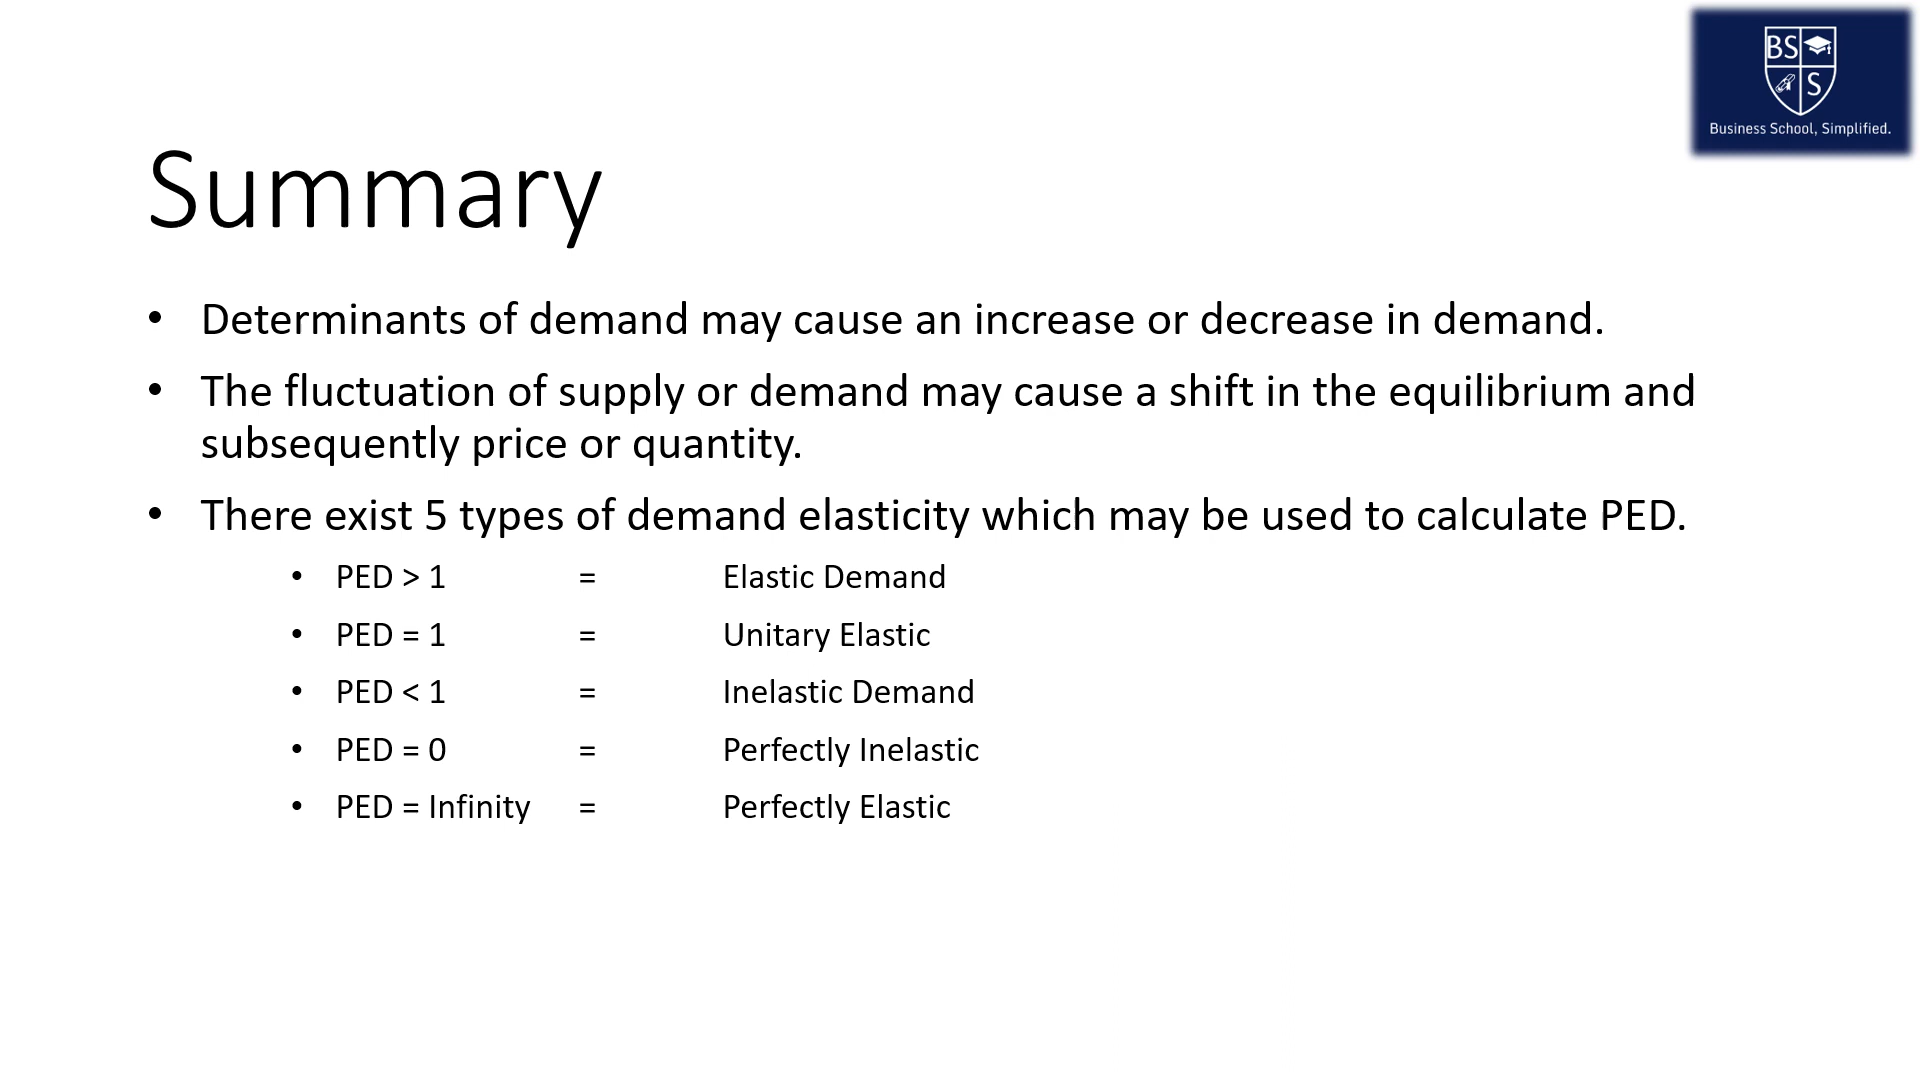 BS
S
Business School, Simplified.
Summary
• Determinants of demand may cause an increase or decrease in demand.
• The fluctuation of supply or demand may cause a shift in the equilibrium and
subsequently price or quantity.
• There exist 5 types of demand elasticity which may be used to calculate PED.
• PED > 1 = Elastic Demand
• PED = 1 = Unitary Elastic
• PED < 1 = Inelastic Demand
• PED = 0 = Perfectly Inelastic
• PED = Infinity = Perfectly Elastic